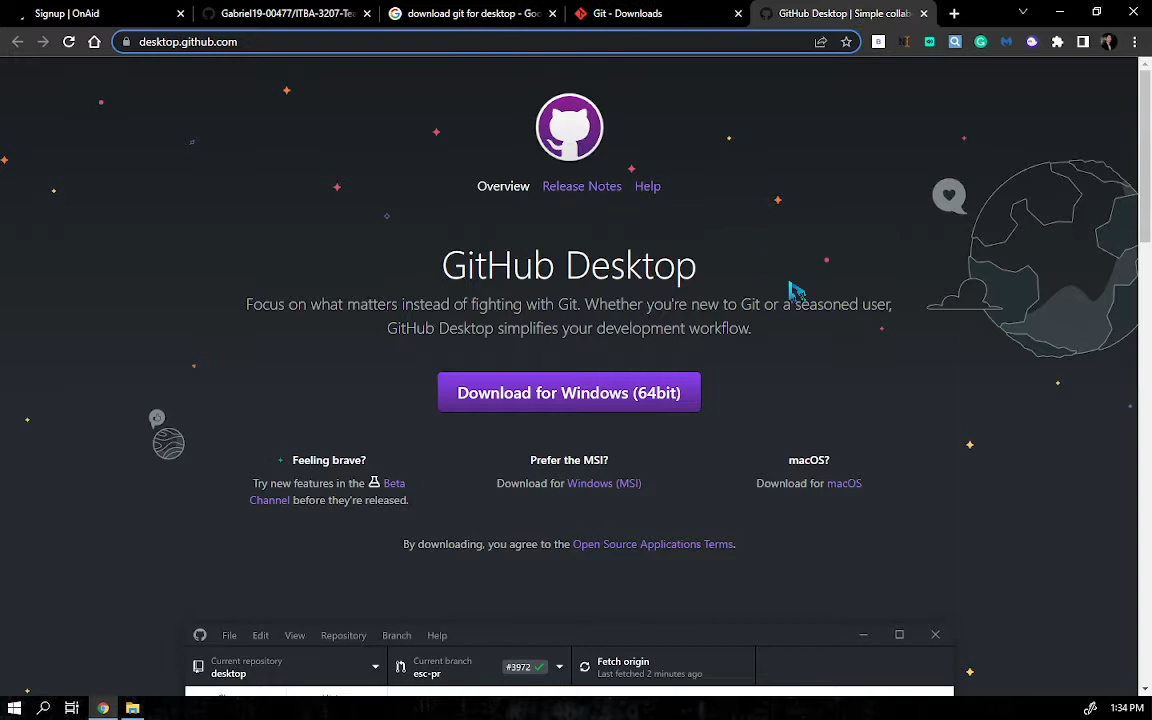 Signup | OnAid
Gabriel19-00477/ITBA-3207-Tea
download git for desktop - Goo
Git - Downloads
GitHub Desktop | Simple collab
desktop.github.com
Overview Release Notes Help
GitHub Desktop
Focus on what matters instead of fighting with Git. Whether you're new to Git or a seasoned user,
GitHub Desktop simplifies your development workflow.
Download for Windows (64bit)
Feeling brave?
Try new features in the Beta
Channel before they're released.
Prefer the MSI?
Download for Windows (MSI)
macOS?
Download for macOS
By downloading, you agree to the Open Source Applications Terms.
File Edit View Repository Branch Help
Current repository
desktop
Current branch
esc-pr
#3972
Fetch origin
Last fetched 2 minutes ago
1:34 PM